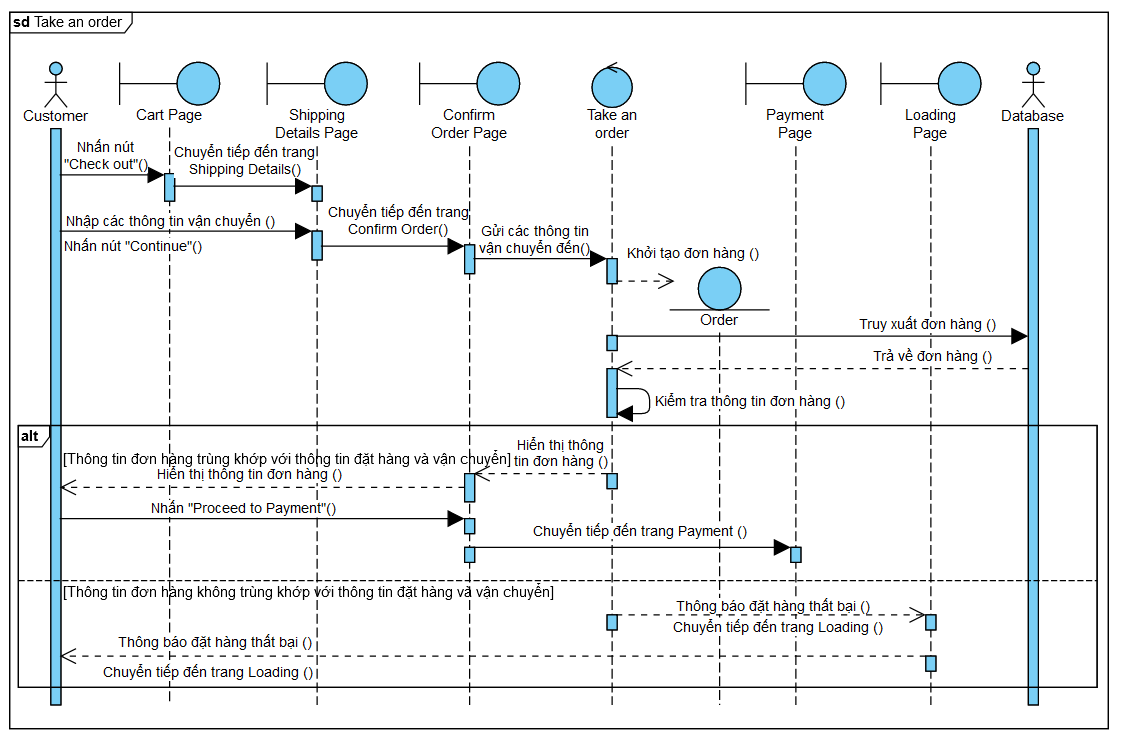 sd Take an order
Customer
Cart Page
Shipping
Details Page
Confirm
Order Page
Take an
order
Payment
Page
Loading
Page
Database
Nhấn nút
"Check out"()
Chuyển tiếp đến trang
Shipping Details()
Nhập các thông tin vận chuyển ()
Nhấn nút "Continue"()
Chuyển tiếp đến trang
Confirm Order()
Gửi các thông tin
vận chuyển đến()
Khởi tạo đơn hàng ()
Order
Truy xuất đơn hàng ()
Trả về đơn hàng ()
Kiểm tra thông tin đơn hàng ()
alt
[Thông tin đơn hàng trùng khớp với thông tin đặt hàng và vận chuyển]
Hiển thị thông
tin đơn hàng ()
Hiển thị thông tin đơn hàng ()
Nhấn "Proceed to Payment"()
Chuyển tiếp đến trang Payment ()
[Thông tin đơn hàng không trùng khớp với thông tin đặt hàng và vận chuyển]
Thông báo đặt hàng thất bại ()
Chuyển tiếp đến trang Loading ()
Thông báo đặt hàng thất bại ()
Chuyển tiếp đến trang Loading ()